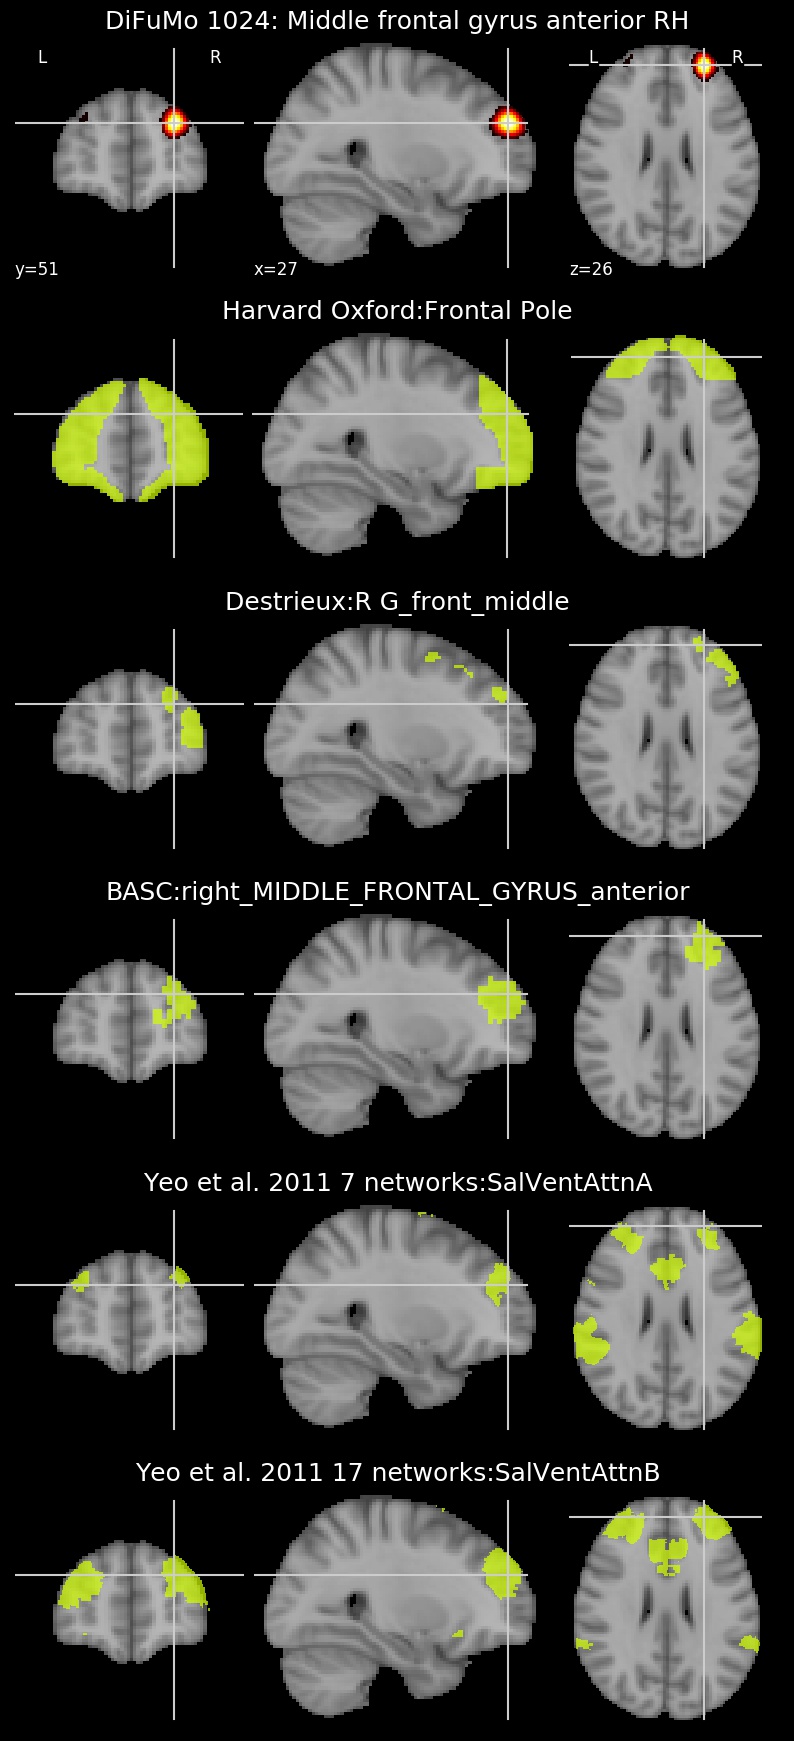 DiFuMo 1024: Middle frontal gyrus anterior RH
L R L R
y=51 x=27 z=26
Harvard Oxford:Frontal Pole
Destrieux:R G_front_middle
BASC:right_MIDDLE_FRONTAL_GYRUS_anterior
Yeo et al. 2011 7 networks:SalVentAttnA
Yeo et al. 2011 17 networks:SalVentAttnB